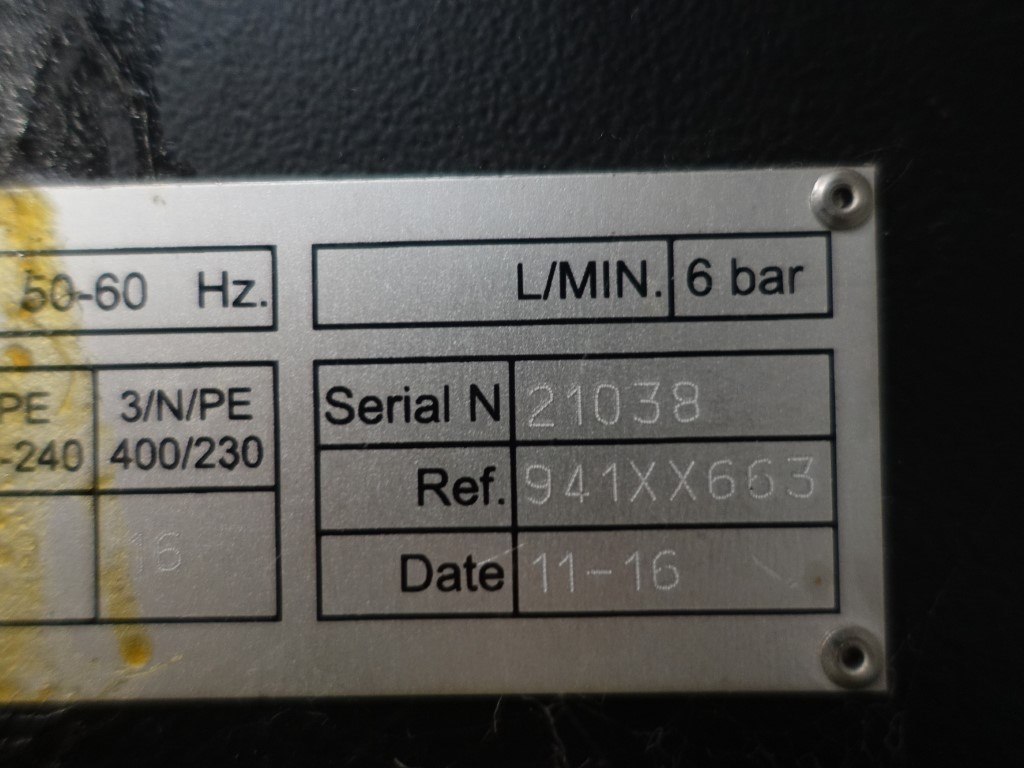 50-60 Hz.
L/MIN. 6 bar
PE 3/N/PE
-240 400/230
16
Serial N 21038
Ref. 941XX663
Date 11-16